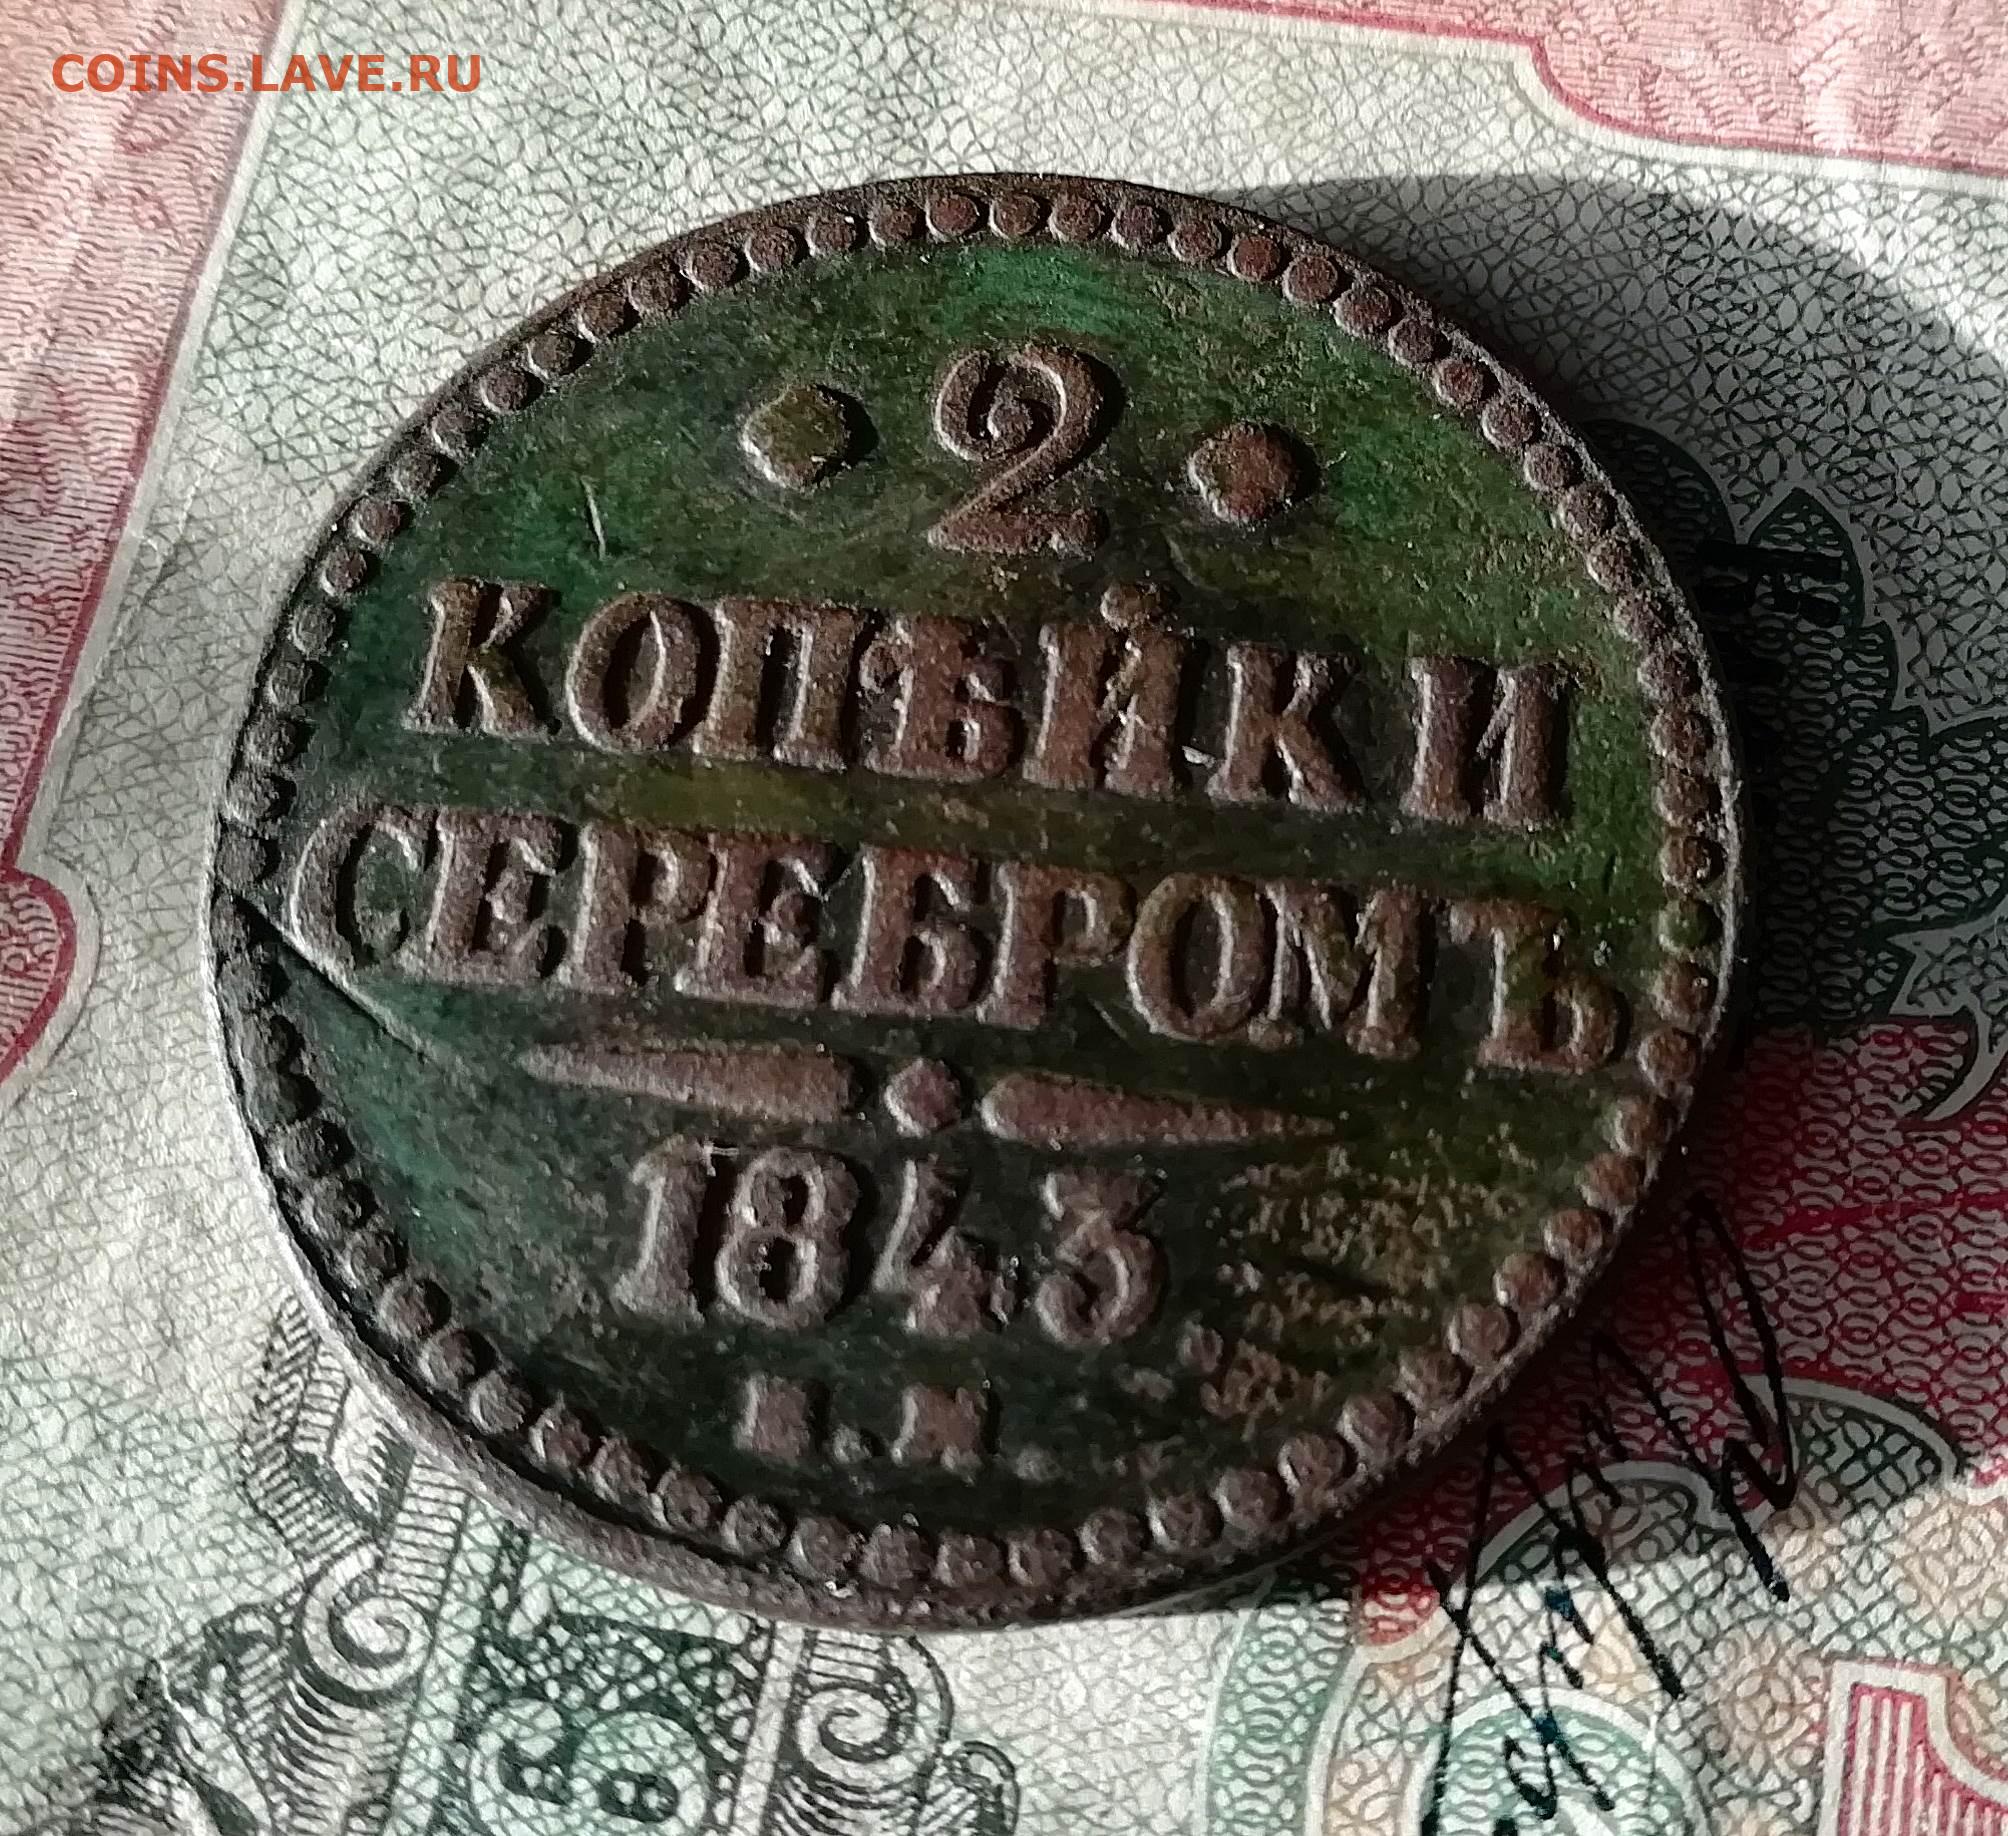 COINS.LAVE.RU
2
КОПѢЙКИ
СЕРЕБРОМЪ
1843